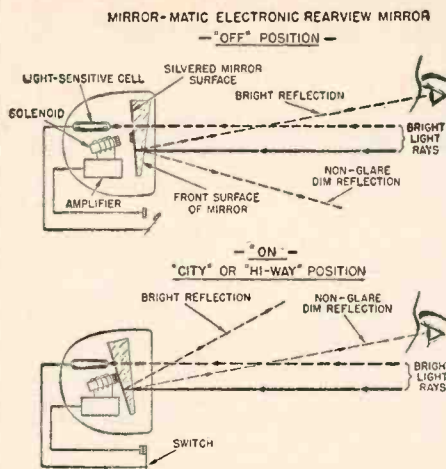 MIRROR-MATIC ELECTRONIC REARVIEW MIRROR
— "OFF" POSITION —
LIGHT-SENSITIVE CELL
SILVERED MIRROR
SURFACE
BRIGHT REFLECTION
SOLENOID
BRIGHT
LIGHT
RAYS
NON-GLARE
DIM REFLECTION
AMPLIFIER
FRONT SURFACE
OF MIRROR
— "ON" —
"CITY" OR "HI-WAY" POSITION
BRIGHT REFLECTION
NON-GLARE
DIM REFLECTION
BRIGHT
LIGHT
RAYS
SWITCH